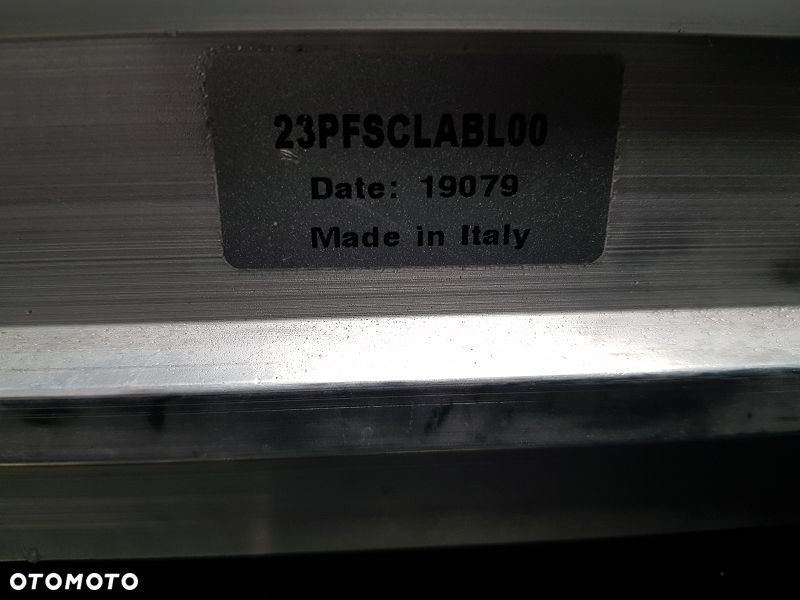 23PFSCLABL00
Date: 19079
Made in Italy
OTOMOTO